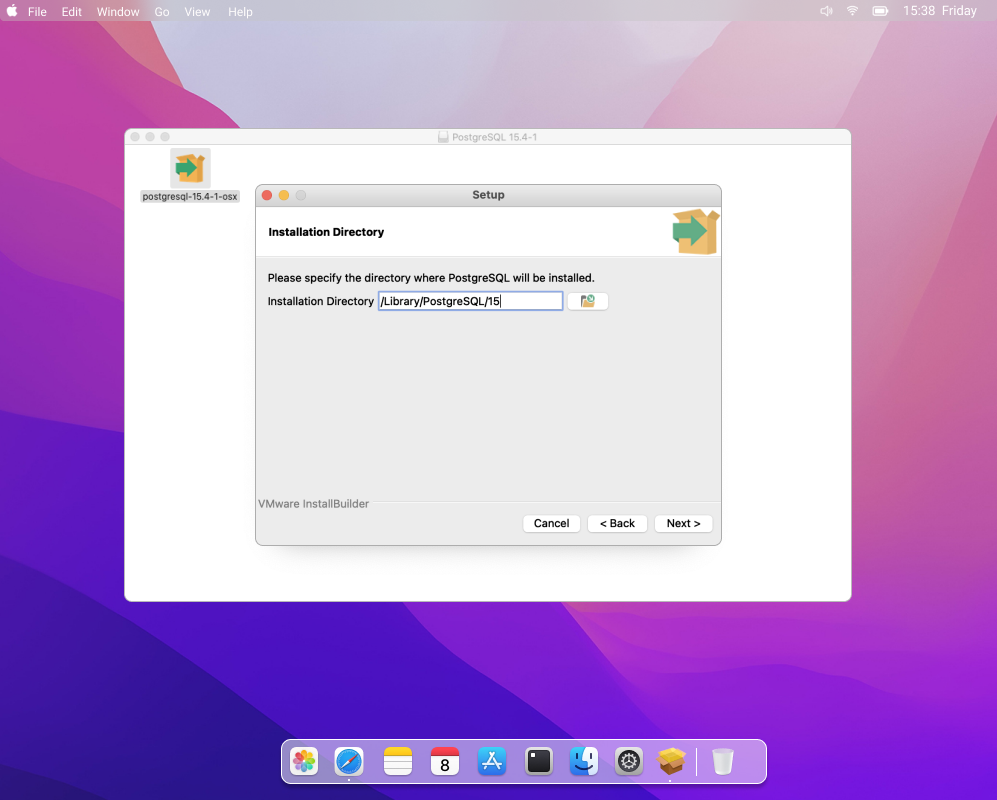 File Edit Window Go View Help 15:38 Friday
PostgreSQL 15.4-1
postgresql-15.4-1-osx
Setup
Installation Directory
Please specify the directory where PostgreSQL will be installed.
Installation Directory /Library/PostgreSQL/15
VMware InstallBuilder
Cancel < Back Next >
8